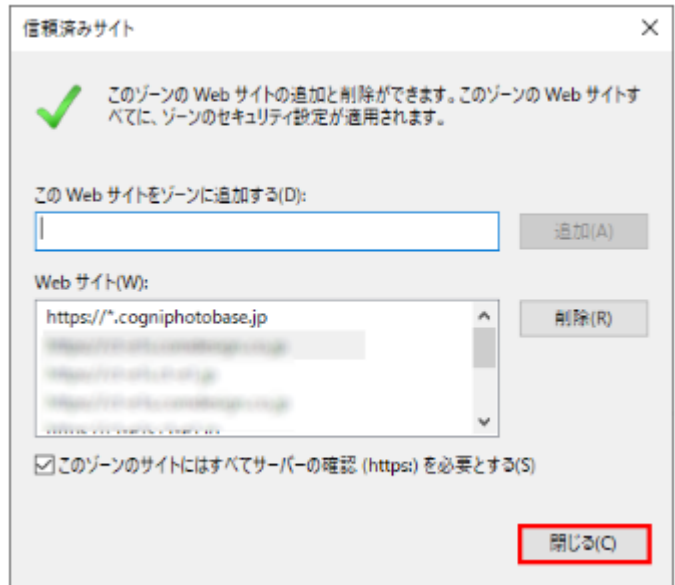 信頼済みサイト
このゾーンの Web サイトの追加と削除ができます。このゾーンの Web サイトす
べてに、ゾーンのセキュリティ設定が適用されます。
この Web サイトをゾーンに追加する(D):
追加(A)
Web サイト(W):
https://*.cogniphotobase.jp
削除(R)
このゾーンのサイトにはすべてサーバーの確認 (https:) を必要とする(S)
閉じる(C)